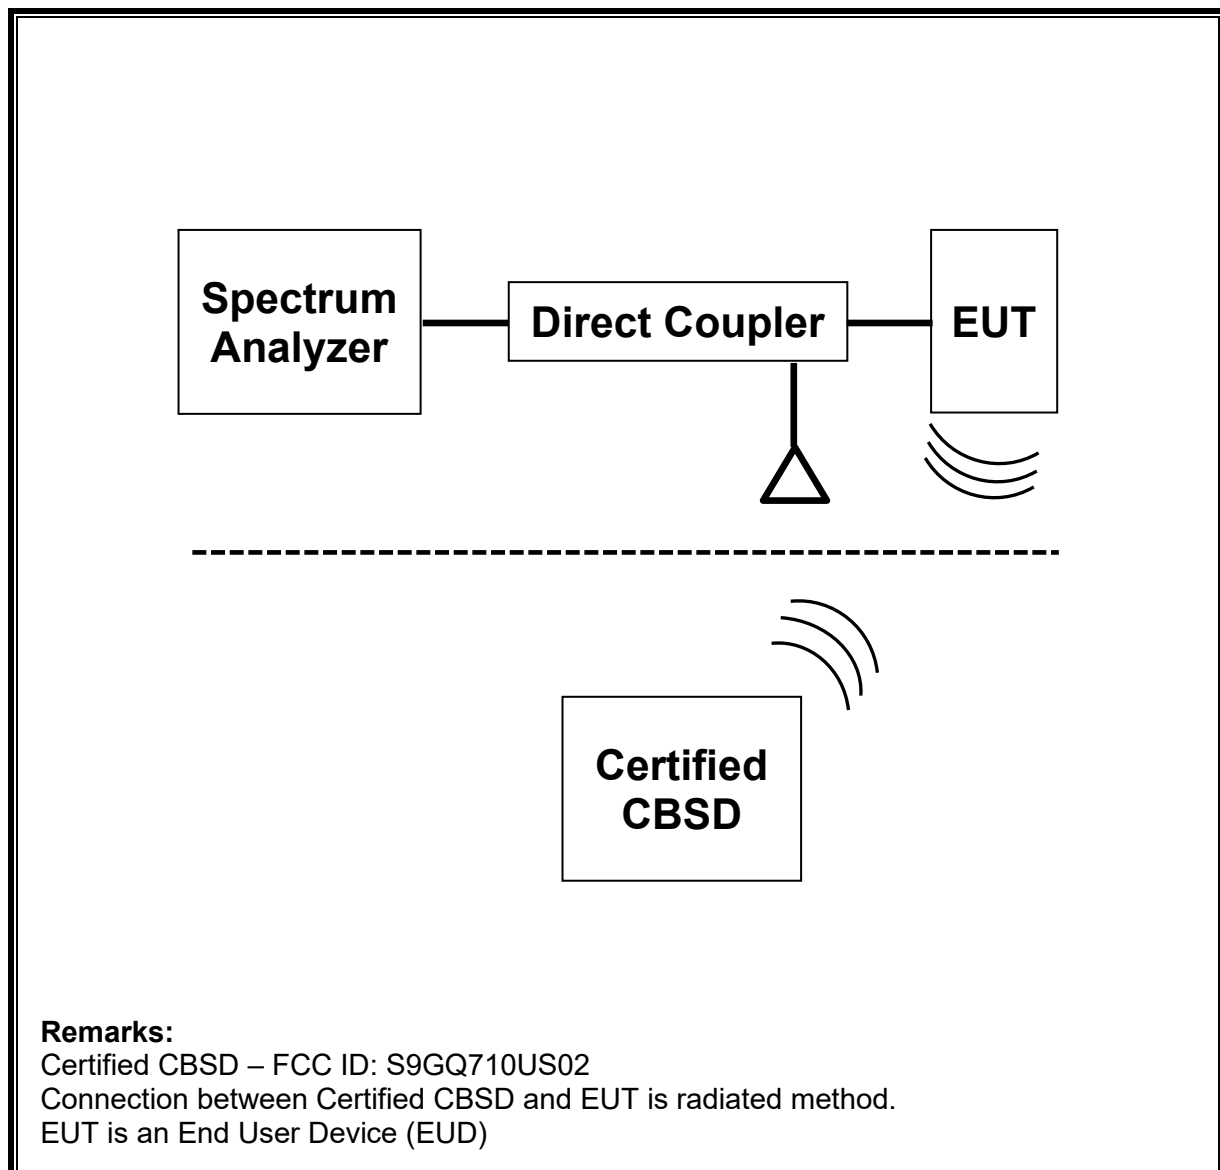 Spectrum
Analyzer
Direct Coupler
EUT
Certified
CBSD
Remarks:
Certified CBSD – FCC ID: S9GQ710US02
Connection between Certified CBSD and EUT is radiated method.
EUT is an End User Device (EUD)